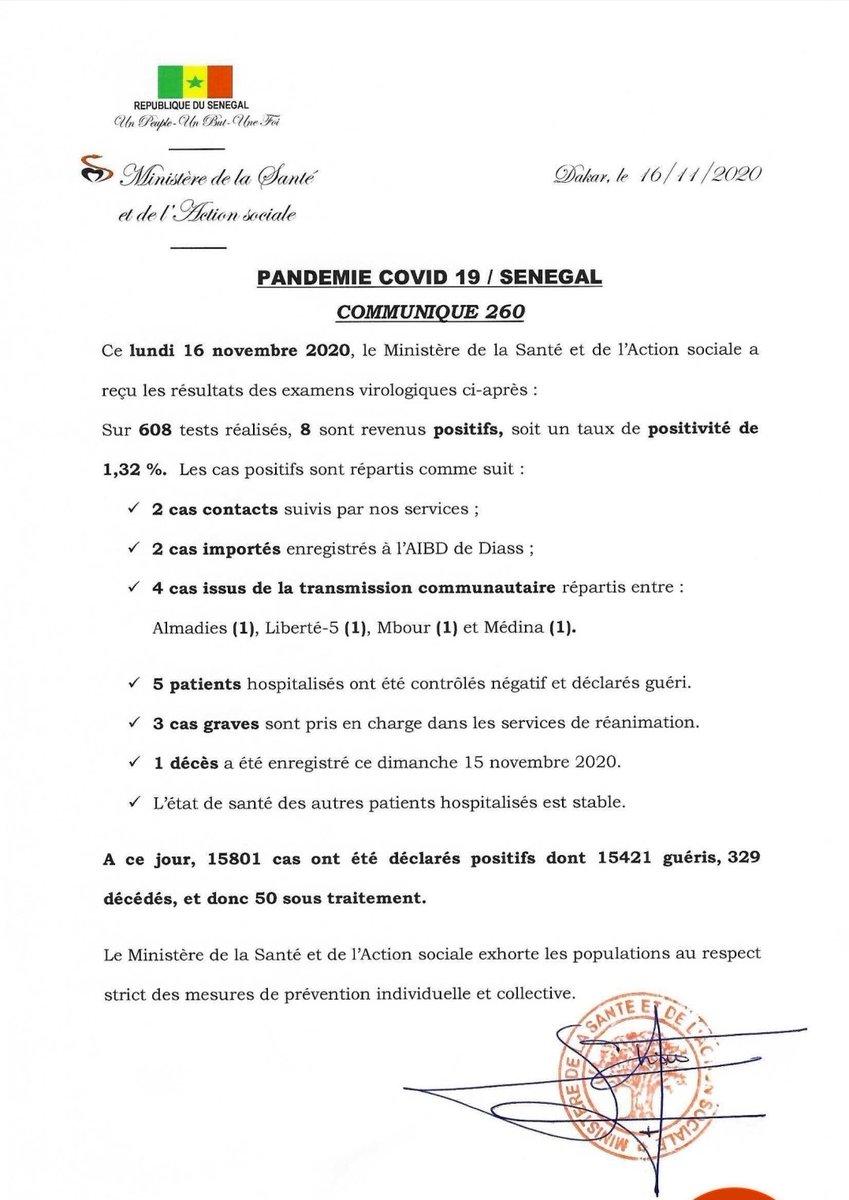 REPUBLIQUE DU SENEGAL
Un Peuple - Un But - Une Foi
Ministère de la Santé
et de l'Action sociale
Dakar, le 16/11/2020
PANDEMIE COVID 19 / SENEGAL
COMMUNIQUE 260
Ce lundi 16 novembre 2020, le Ministère de la Santé et de l'Action sociale a
reçu les résultats des examens virologiques ci-après :
Sur 608 tests réalisés, 8 sont revenus positifs, soit un taux de positivité de
1,32 %. Les cas positifs sont répartis comme suit :
✓ 2 cas contacts suivis par nos services ;
✓ 2 cas importés enregistrés à l'AIBD de Diass ;
✓ 4 cas issus de la transmission communautaire répartis entre :
Almadies (1), Liberté-5 (1), Mbour (1) et Médina (1).
✓ 5 patients hospitalisés ont été contrôlés négatif et déclarés guéri.
✓ 3 cas graves sont pris en charge dans les services de réanimation.
✓ 1 décès a été enregistré ce dimanche 15 novembre 2020.
✓ L'état de santé des autres patients hospitalisés est stable.
A ce jour, 15801 cas ont été déclarés positifs dont 15421 guéris, 329
décédés, et donc 50 sous traitement.
Le Ministère de la Santé et de l'Action sociale exhorte les populations au respect
strict des mesures de prévention individuelle et collective.
MINISTERE DE LA SANTE ET DE L'ACTION SOCIALE